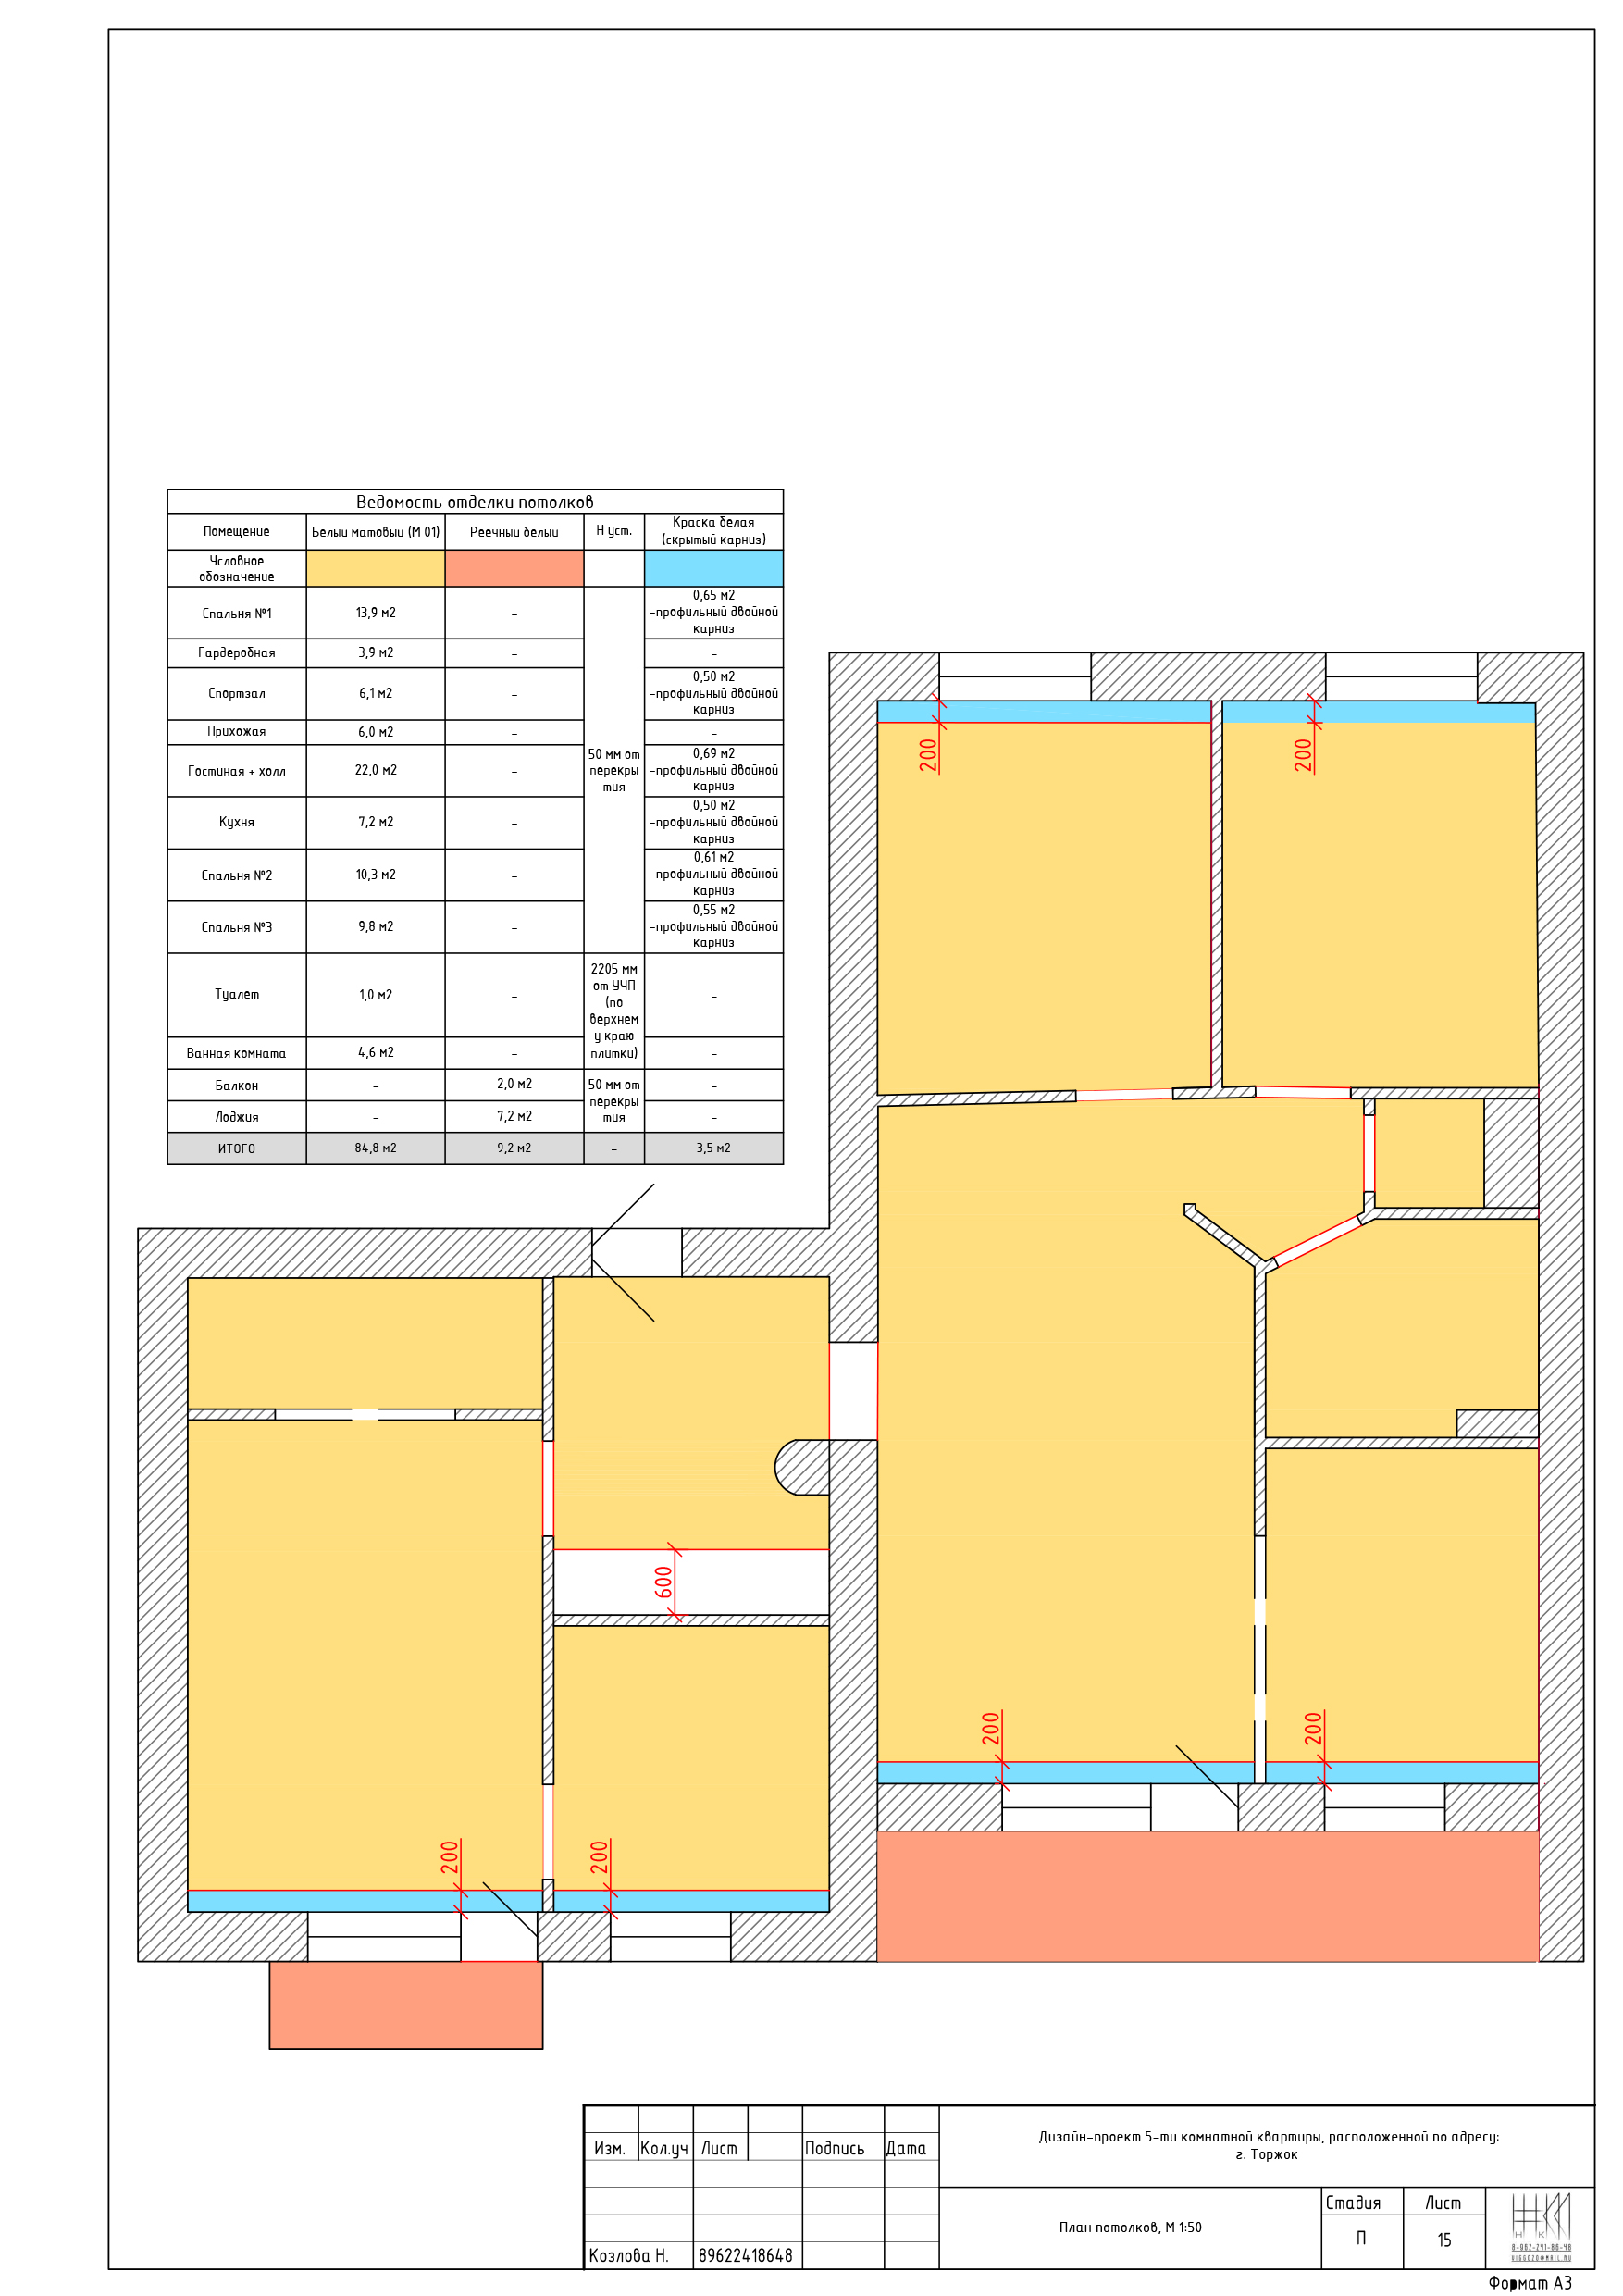 Ведомость отделки потолков
Помещение
Белый матовый (М 01)
Реечный белый
Н уст.
Краска белая
(скрытый карниз)
Условное
обозначение
Спальня №1
13,9 м2
-
0,65 м2
-профильный двойной
карниз
Гардеробная
3,9 м2
-
-
Спортзал
6,1 м2
-
0,50 м2
-профильный двойной
карниз
Прихожая
6,0 м2
-
-
50 мм от
перекры
тия
Гостиная + холл
22,0 м2
-
0,69 м2
-профильный двойной
карниз
Кухня
7,2 м2
-
0,50 м2
-профильный двойной
карниз
Спальня №2
10,3 м2
-
0,61 м2
-профильный двойной
карниз
Спальня №3
9,8 м2
-
0,55 м2
-профильный двойной
карниз
Туалет
1,0 м2
-
2205 мм
от УЧП
(по
верхнем
у краю
плитки)
-
Ванная комната
4,6 м2
-
-
Балкон
-
2,0 м2
50 мм от
перекры
тия
-
Лоджия
-
7,2 м2
-
ИТОГО
84,8 м2
9,2 м2
-
3,5 м2
200
200
600
200
200
200
200
Изм.
Кол.уч
Лист
Подпись
Дата
Козлова Н.
89622418648
Дизайн-проект 5-ти комнатной квартиры, расположенной по адресу:
г. Торжок
План потолков, М 1:50
Стадия
Лист
П
15
Н К
8-962-241-86-48
Формат А3